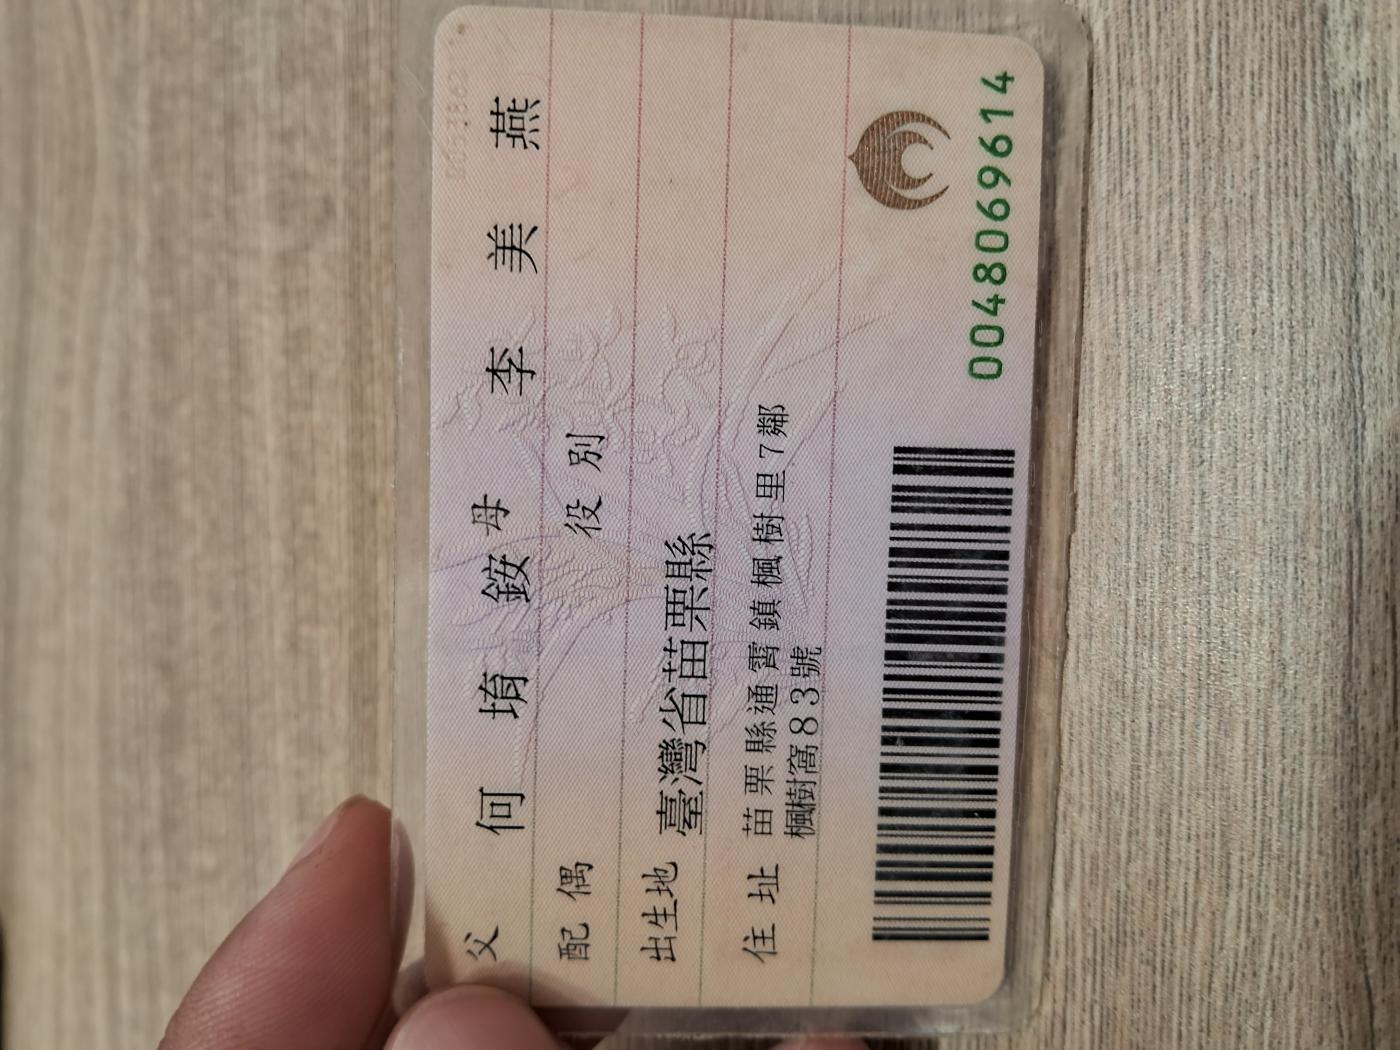 父 何堉銨 母 李美燕
配偶 役別
出生地 臺灣省苗栗縣
住址 苗栗縣通霄鎮楓樹里7鄰
楓樹窩83號
0048069614